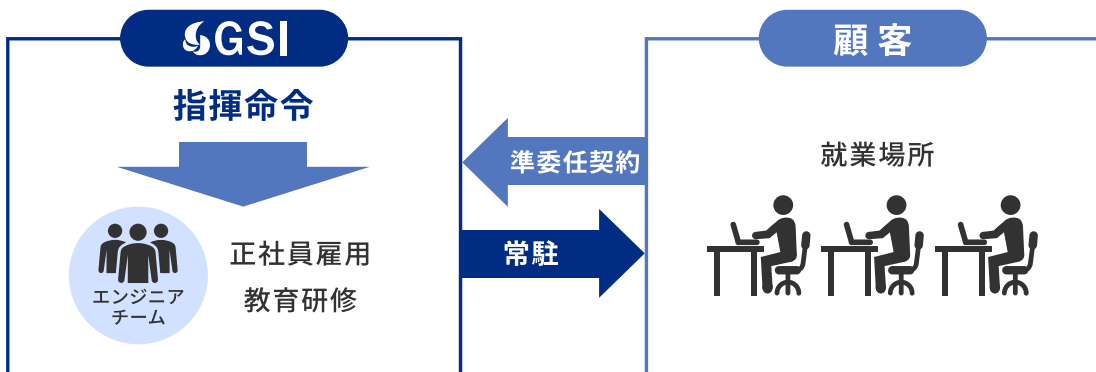 GSI
指揮命令
エンジニア
チーム
正社員雇用
教育研修
準委任契約
常駐
顧客
就業場所